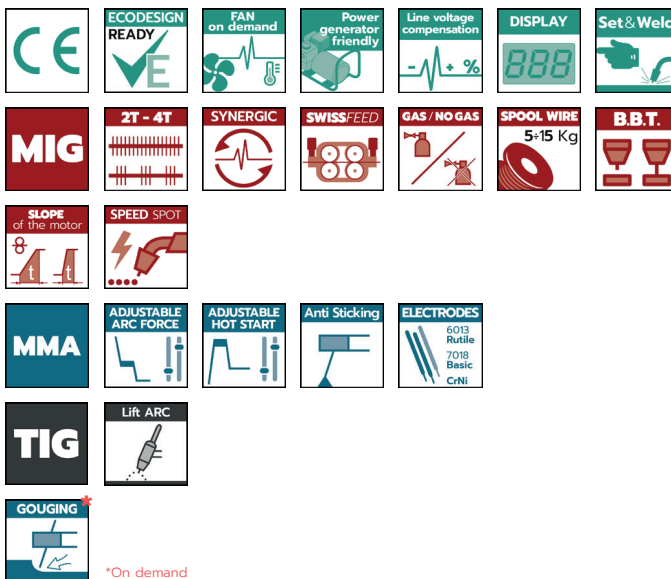 CE
ECODESIGN
READY
E
FAN
on demand
Power
generator
friendly
Line voltage
compensation
- + %
DISPLAY
888
Set&Weld
MIG
2T - 4T
SYNERGIC
SWISSFEED
GAS / NO GAS
SPOOL WIRE
5÷15 Kg
B.B.T.
SLOPE
of the motor
t t
SPEED SPOT
MMA
ADJUSTABLE
ARC FORCE
ADJUSTABLE
HOT START
Anti Sticking
ELECTRODES
6013
Rutile
7018
Basic
CrNi
TIG
Lift ARC
GOUGING*
*On demand